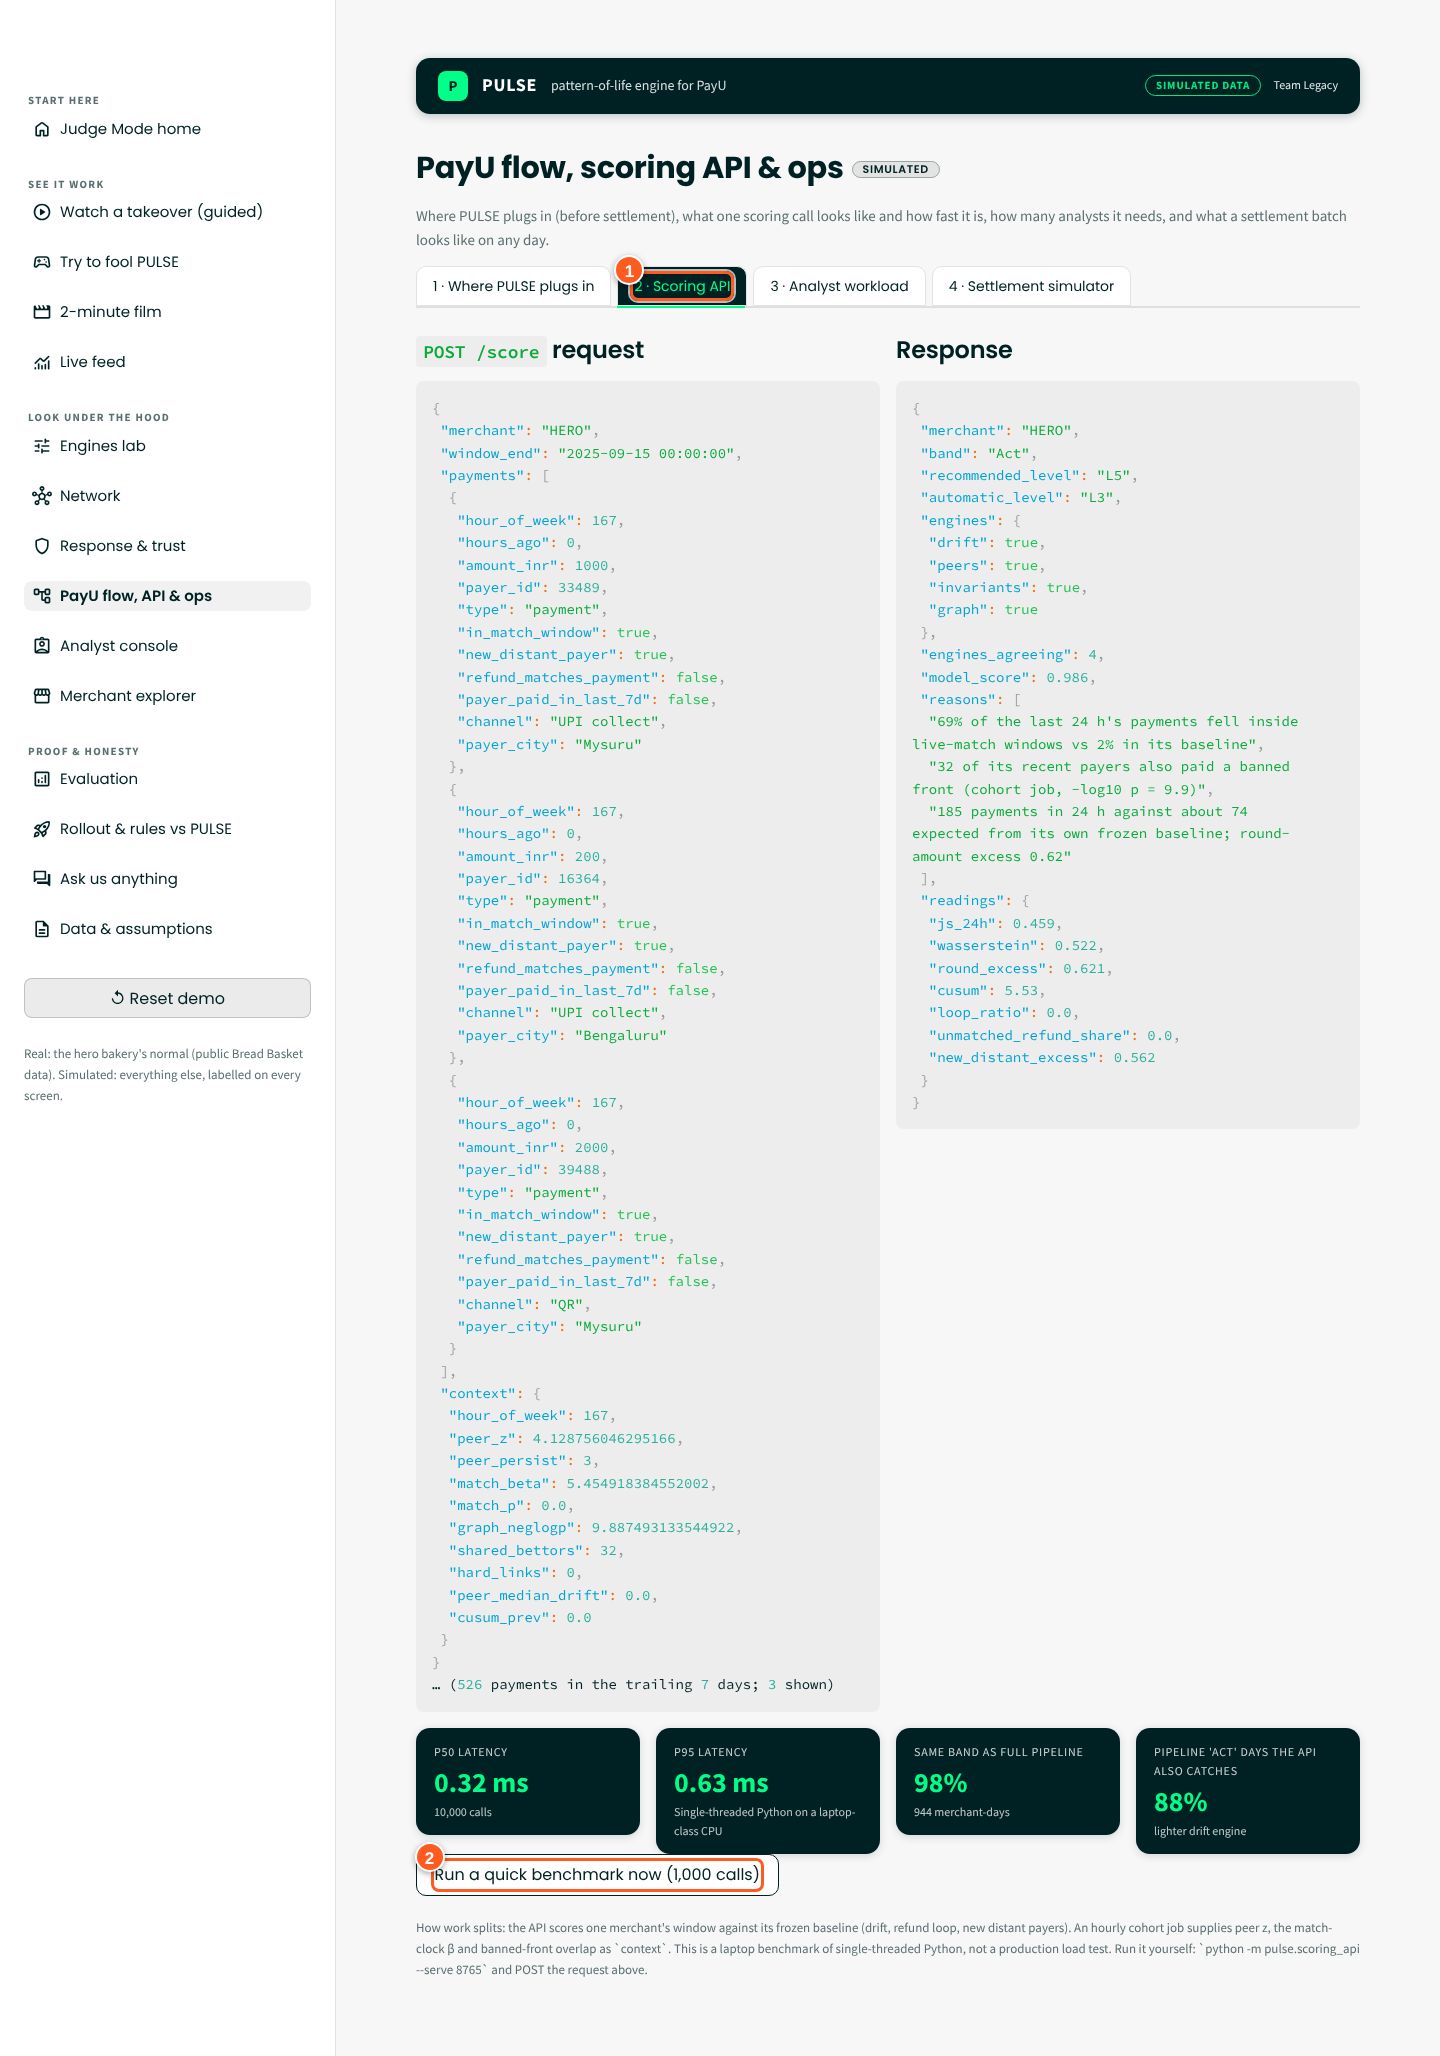 START HERE
Judge Mode home
SEE IT WORK
Watch a takeover (guided)
Try to fool PULSE
2-minute film
Live feed
LOOK UNDER THE HOOD
Engines lab
Network
Response & trust
PayU flow, API & ops
Analyst console
Merchant explorer
PROOF & HONESTY
Evaluation
Rollout & rules vs PULSE
Ask us anything
Data & assumptions
Reset demo
Real: the hero bakery's normal (public Bread Basket
data). Simulated: everything else, labelled on every
screen.
P PULSE pattern-of-life engine for PayU SIMULATED DATA Team Legacy
PayU flow, scoring API & ops SIMULATED
Where PULSE plugs in (before settlement), what one scoring call looks like and how fast it is, how many analysts it needs, and what a settlement batch
looks like on any day.
1
1 · Where PULSE plugs in 2 · Scoring API 3 · Analyst workload 4 · Settlement simulator
POST /score request
{
"merchant": "HERO",
"window_end": "2025-09-15 00:00:00",
"payments": [
{
"hour_of_week": 167,
"hours_ago": 0,
"amount_inr": 1000,
"payer_id": 33489,
"type": "payment",
"in_match_window": true,
"new_distant_payer": true,
"refund_matches_payment": false,
"payer_paid_in_last_7d": false,
"channel": "UPI collect",
"payer_city": "Mysuru"
},
{
"hour_of_week": 167,
"hours_ago": 0,
"amount_inr": 200,
"payer_id": 16364,
"type": "payment",
"in_match_window": true,
"new_distant_payer": true,
"refund_matches_payment": false,
"payer_paid_in_last_7d": false,
"channel": "UPI collect",
"payer_city": "Bengaluru"
},
{
"hour_of_week": 167,
"hours_ago": 0,
"amount_inr": 2000,
"payer_id": 39488,
"type": "payment",
"in_match_window": true,
"new_distant_payer": true,
"refund_matches_payment": false,
"payer_paid_in_last_7d": false,
"channel": "QR",
"payer_city": "Mysuru"
}
],
"context": {
"hour_of_week": 167,
"peer_z": 4.128756046295166,
"peer_persist": 3,
"match_beta": 5.454918384552002,
"match_p": 0.0,
"graph_neglogp": 9.887493133544922,
"shared_bettors": 32,
"hard_links": 0,
"peer_median_drift": 0.0,
"cusum_prev": 0.0
}
}
… (526 payments in the trailing 7 days; 3 shown)
Response
{
"merchant": "HERO",
"band": "Act",
"recommended_level": "L5",
"automatic_level": "L3",
"engines": {
"drift": true,
"peers": true,
"invariants": true,
"graph": true
},
"engines_agreeing": 4,
"model_score": 0.986,
"reasons": [
"69% of the last 24 h's payments fell inside
live-match windows vs 2% in its baseline",
"32 of its recent payers also paid a banned
front (cohort job, -log10 p = 9.9)",
"185 payments in 24 h against about 74
expected from its own frozen baseline; round-
amount excess 0.62"
],
"readings": {
"js_24h": 0.459,
"wasserstein": 0.522,
"round_excess": 0.621,
"cusum": 5.53,
"loop_ratio": 0.0,
"unmatched_refund_share": 0.0,
"new_distant_excess": 0.562
}
}
P50 LATENCY
0.32 ms
10,000 calls
P95 LATENCY
0.63 ms
Single-threaded Python on a laptop-
class CPU
SAME BAND AS FULL PIPELINE
98%
944 merchant-days
PIPELINE 'ACT' DAYS THE API
ALSO CATCHES
88%
lighter drift engine
2
Run a quick benchmark now (1,000 calls)
How work splits: the API scores one merchant's window against its frozen baseline (drift, refund loop, new distant payers). An hourly cohort job supplies peer z, the match-
clock β and banned-front overlap as `context`. This is a laptop benchmark of single-threaded Python, not a production load test. Run it yourself: `python -m pulse.scoring_api
--serve 8765` and POST the request above.